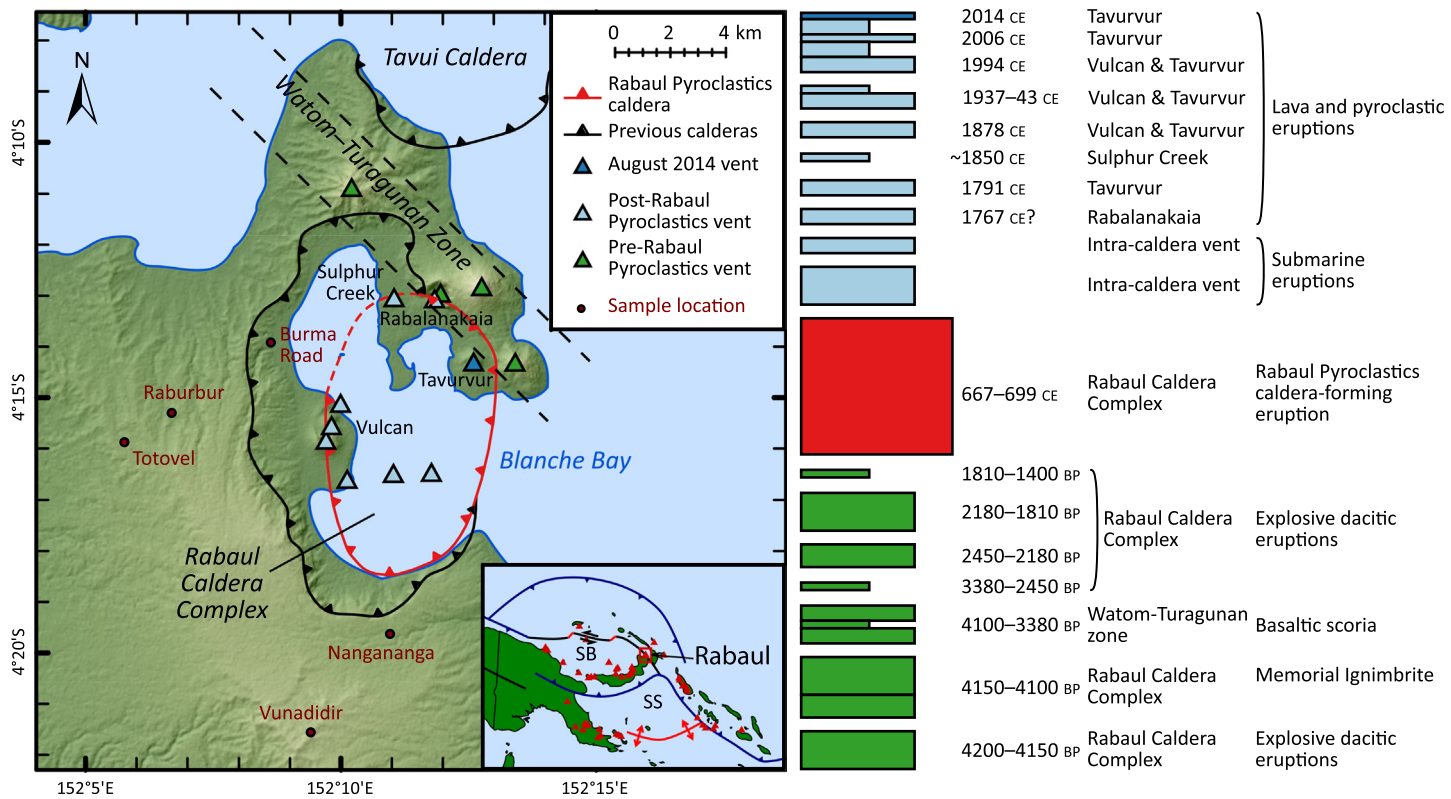 Tavui Caldera
N
Watom–Turagunan Zone
0 2 4 km
Rabaul Pyroclastics
caldera
Previous calderas
August 2014 vent
Post-Rabaul
Pyroclastics vent
Pre-Rabaul
Pyroclastics vent
Sample location
4°10'S
4°15'S
4°20'S
Sulphur
Creek
Rabalanakaia
Burma
Road
Tavurvur
Raburbur
Totovel
Vulcan
Blanche Bay
Rabaul
Caldera
Complex
Nangananga
Vunadidir
SB
Rabaul
SS
152°5'E
152°10'E
152°15'E
2014 CE Tavurvur
2006 CE Tavurvur
1994 CE Vulcan & Tavurvur
1937–43 CE Vulcan & Tavurvur
1878 CE Vulcan & Tavurvur
~1850 CE Sulphur Creek
1791 CE Tavurvur
1767 CE? Rabalanakaia
Lava and pyroclastic
eruptions
Intra-caldera vent
Intra-caldera vent
Submarine
eruptions
667–699 CE
Rabaul Caldera
Complex
Rabaul Pyroclastics
caldera-forming
eruption
1810–1400 BP
2180–1810 BP
2450–2180 BP
3380–2450 BP
Rabaul Caldera
Complex
Explosive dacitic
eruptions
4100–3380 BP
Watom-Turagunan
zone
Basaltic scoria
4150–4100 BP
Rabaul Caldera
Complex
Memorial Ignimbrite
4200–4150 BP
Rabaul Caldera
Complex
Explosive dacitic
eruptions